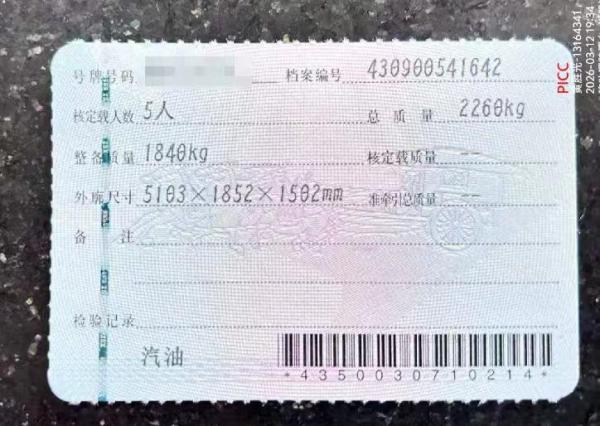 号牌号码 档案编号 430900541642
核定载人数 5人 总质量 2260kg
整备质量 1840kg 核定载质量 --
外廓尺寸 5103×1852×1502mm 准牵引总质量 --
备注
检验记录
汽油
*4350030710214*
PICC
2026-03-12 19:34